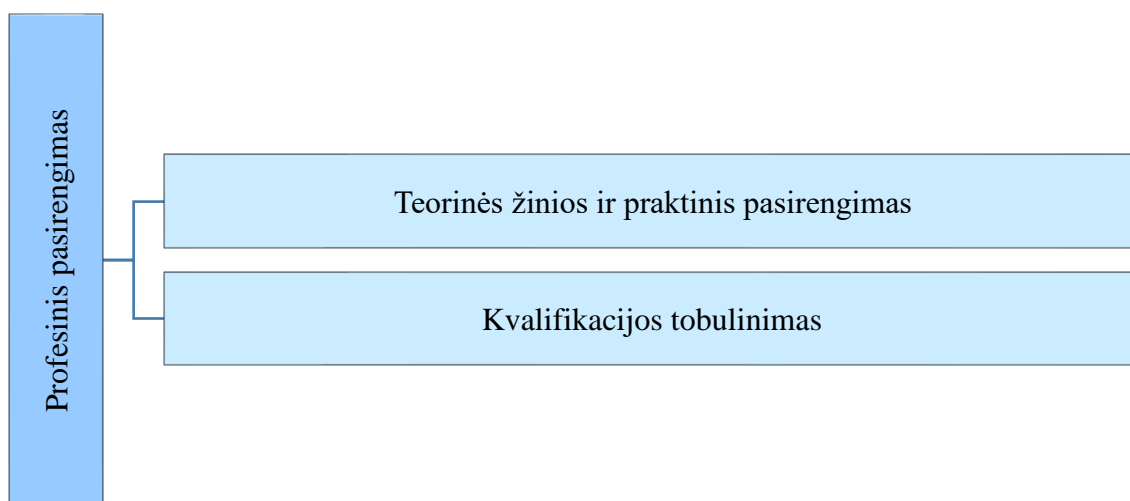 Profesinis pasirengimas
Teorinės žinios ir praktinis pasirengimas
Kvalifikacijos tobulinimas